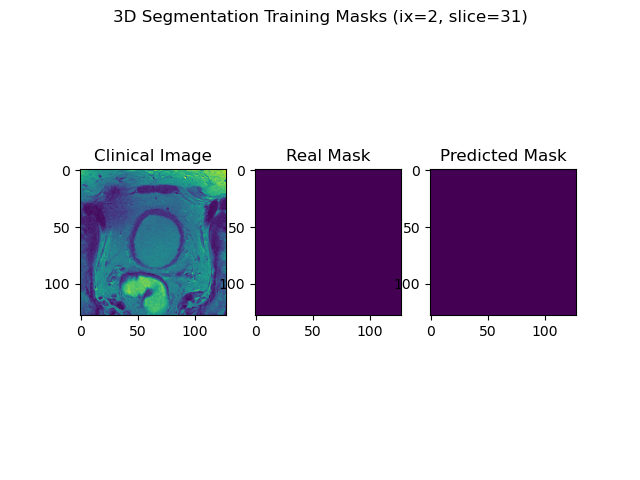 3D Segmentation Training Masks (ix=2, slice=31)
Clinical Image Real Mask Predicted Mask
0 0 0
50 50 50
100 100 100
0 50 100 0 50 100 0 50 100